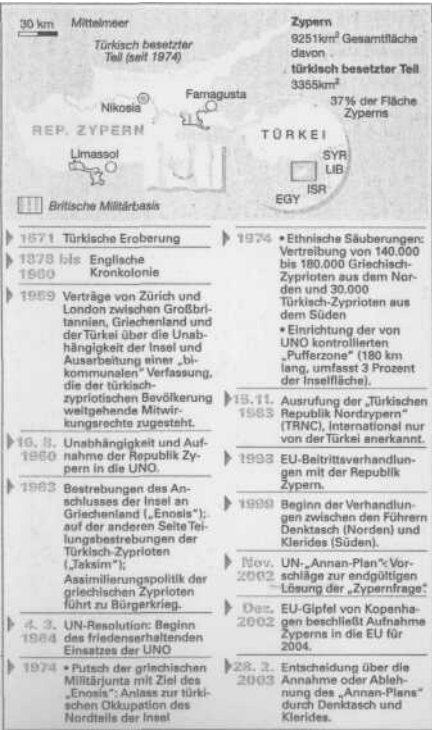 30 km Mittelmeer
Türkisch besetzter
Teil (seit 1974)
Zypern
9251km² Gesamtfläche
davon
türkisch besetzter Teil
3355km²
37% der Fläche
Zyperns
Nikosia
Famagusta
REP. ZYPERN
Limassol
TÜRKEI
SYR
LIB
ISR
EGY
Britische Militärbasis
1571 Türkische Eroberung
1878 bis Englische
1960 Kronkolonie
1959 Verträge von Zürich und
London zwischen Großbri-
tannien, Griechenland und
der Türkei über die Unab-
hängigkeit der Insel und
Ausarbeitung einer „bi-
kommunalen" Verfassung,
die der türkisch-
zypriotischen Bevölkerung
weitgehende Mitwir-
kungsrechte zugesteht.
16. 8. Unabhängigkeit und Auf-
1960 nahme der Republik Zy-
pern in die UNO.
1963 Bestrebungen des An-
schlusses der Insel an
Griechenland („Enosis");
auf der anderen Seite Tei-
lungsbestrebungen der
Türkisch-Zyprioten
(„Taksim");
Assimilierungspolitik der
griechischen Zyprioten
führt zu Bürgerkrieg.
4. 3. UN-Resolution: Beginn
1964 des friedenserhaltenden
Einsatzes der UNO
1974 • Putsch der griechischen
Militärjunta mit Ziel des
„Enosis": Anlass zur türki-
schen Okkupation des
Nordteils der Insel
1974 • Ethnische Säuberungen:
Vertreibung von 140.000
bis 180.000 Griechisch-
Zyprioten aus dem Nor-
den und 30.000
Türkisch-Zyprioten aus
dem Süden
• Einrichtung der von
UNO kontrollierten
„Pufferzone" (180 km
lang, umfasst 3 Prozent
der Inselfläche).
15.11. Ausrufung der „Türkischen
1983 Republik Nordzypern"
(TRNC), international nur
von der Türkei anerkannt.
1993 EU-Beitrittsverhandlun-
gen mit der Republik
Zypern.
1999 Beginn der Verhandlun-
gen zwischen den Führern
Denktasch (Norden) und
Klerides (Süden).
Nov. UN-„Annan-Plan": Vor-
2002 schläge zur endgültigen
Lösung der „Zypernfrage".
Dez. EU-Gipfel von Kopenha-
2002 gen beschließt Aufnahme
Zyperns in die EU für
2004.
28. 2. Entscheidung über die
2003 Annahme oder Ableh-
nung des „Annan-Plans"
durch Denktasch und
Klerides.